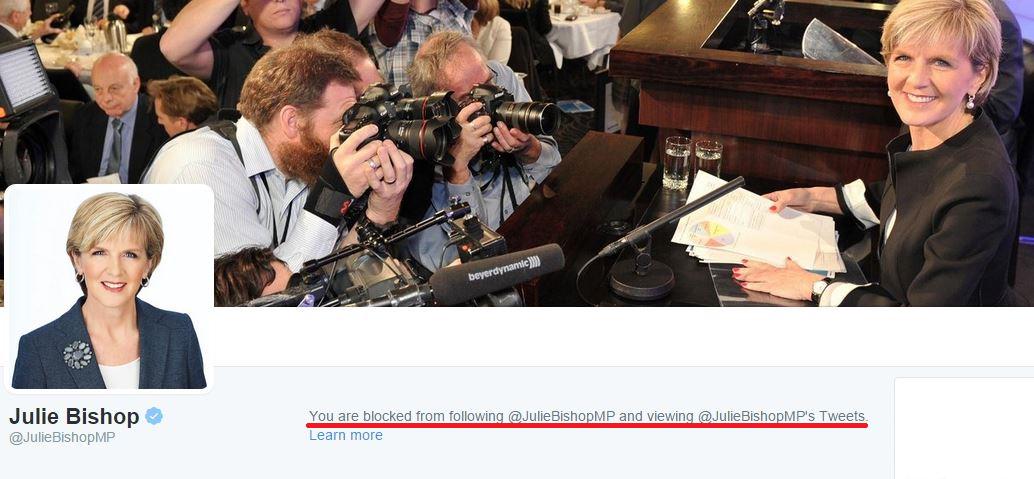 beyerdynamic
Julie Bishop
@JulieBishopMP
You are blocked from following @JulieBishopMP and viewing @JulieBishopMP's Tweets.
Learn more